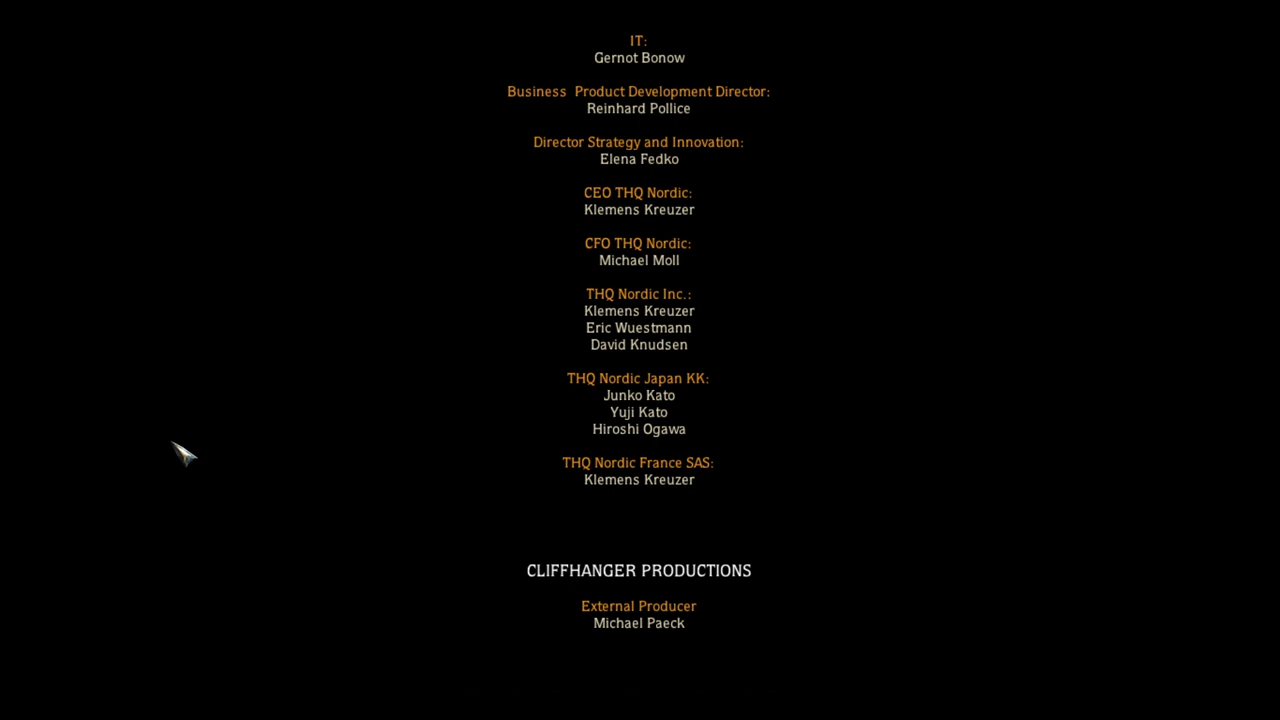 IT:
Gernot Bonow
Business  Product Development Director:
Reinhard Pollice
Director Strategy and Innovation:
Elena Fedko
CEO THQ Nordic:
Klemens Kreuzer
CFO THQ Nordic:
Michael Moll
THQ Nordic Inc.:
Klemens Kreuzer
Eric Wuestmann
David Knudsen
THQ Nordic Japan KK:
Junko Kato
Yuji Kato
Hiroshi Ogawa
THQ Nordic France SAS:
Klemens Kreuzer
CLIFFHANGER PRODUCTIONS
External Producer
Michael Paeck